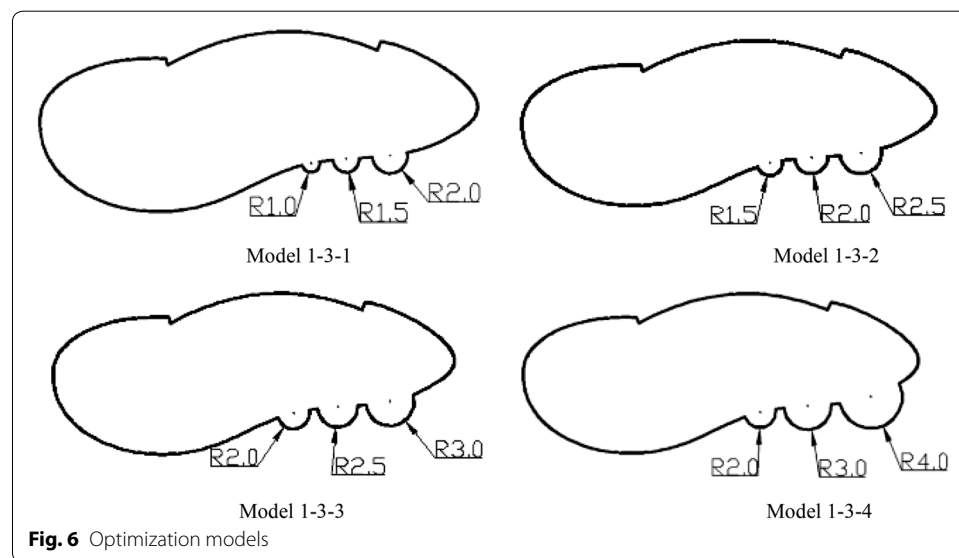 R1.0
R1.5
R2.0
Model 1-3-1
R1.5
R2.0
R2.5
Model 1-3-2
R2.0
R2.5
R3.0
Model 1-3-3
R2.0
R3.0
R4.0
Model 1-3-4
Fig. 6 Optimization models